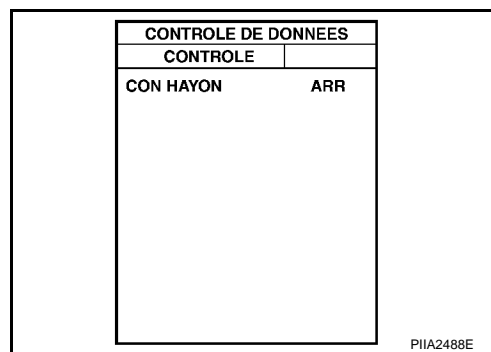 CONTROLE DE DONNEES
CONTROLE
CON HAYON ARR
PIIA2488E